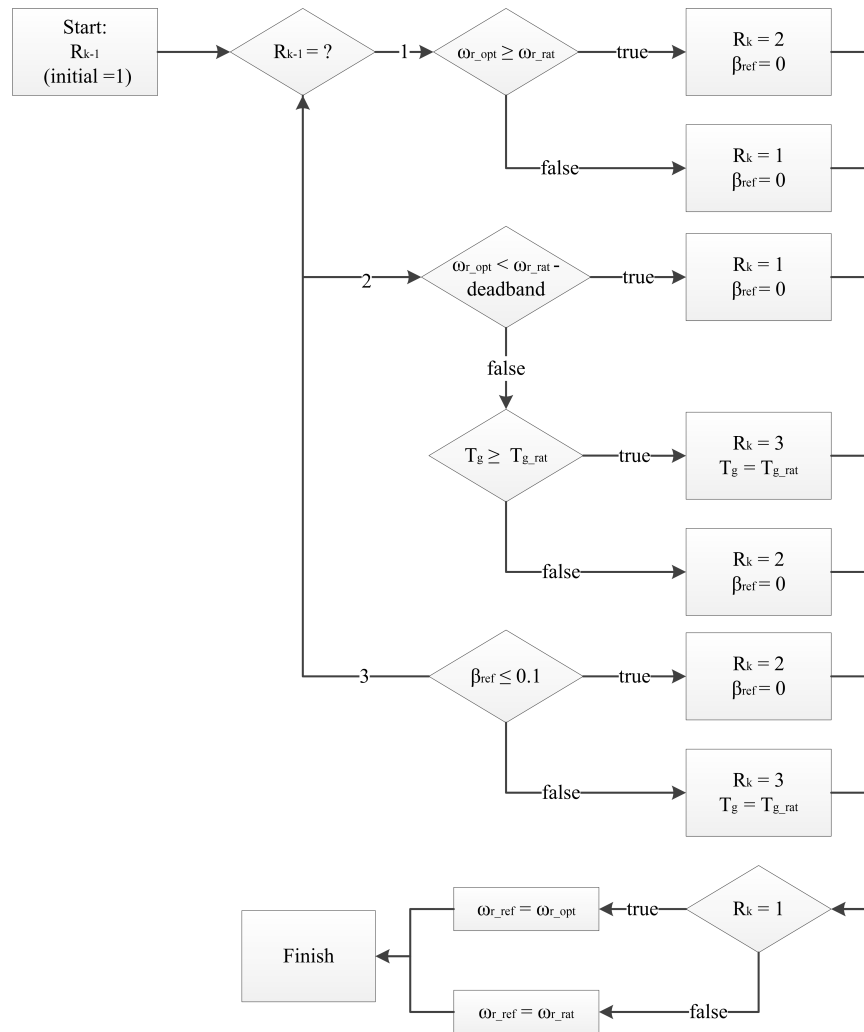 Start:
Rk-1
(initial =1)
Rk-1 = ?
1
ωr_opt ≥ ωr_rat
true
Rk = 2
βref = 0
false
Rk = 1
βref = 0
2
ωr_opt < ωr_rat -
deadband
true
Rk = 1
βref = 0
false
Tg ≥ Tg_rat
true
Rk = 3
Tg = Tg_rat
false
Rk = 2
βref = 0
3
βref ≤ 0.1
true
Rk = 2
βref = 0
false
Rk = 3
Tg = Tg_rat
Rk = 1
true
ωr_ref = ωr_opt
Finish
false
ωr_ref = ωr_rat